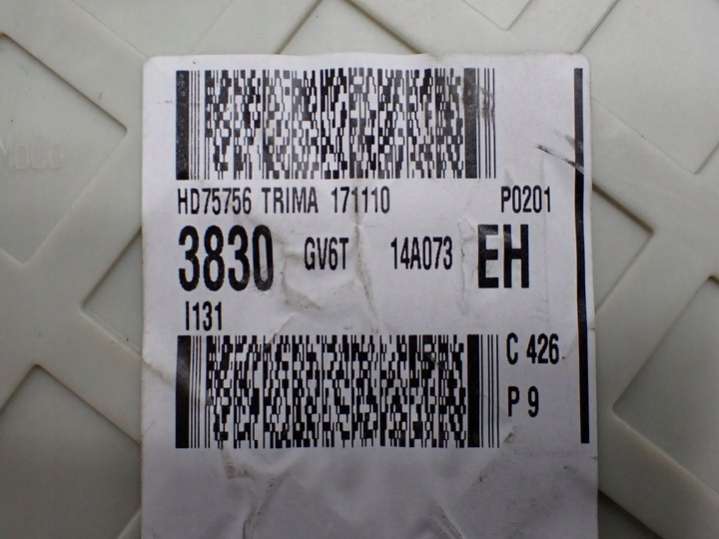 HD75756 TRIMA 171110 P0201
3830 GV6T 14A073 EH
I131
C 426
P 9